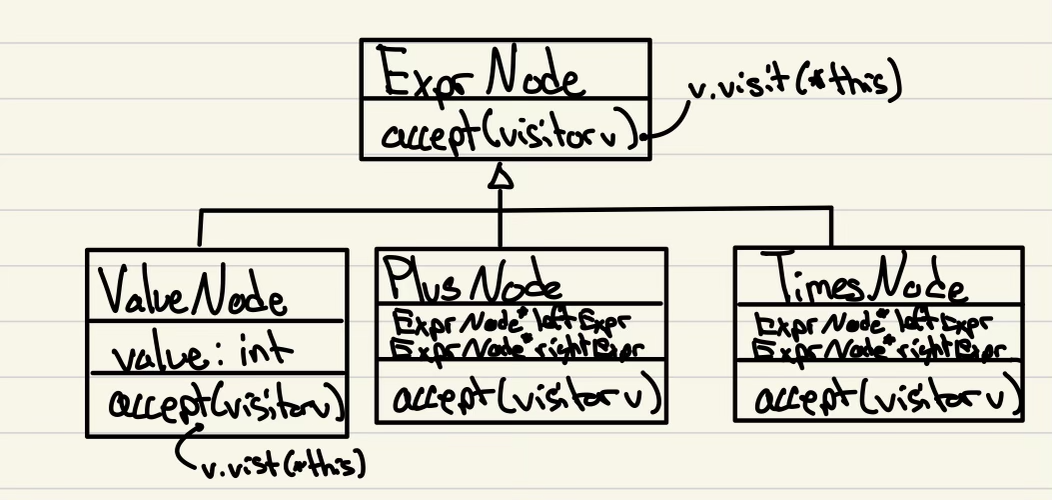 ExprNode
accept(visitor v)
v.visit(*this)
ValueNode
value: int
accept(visitor v)
v.vist(*this)
PlusNode
ExprNode* leftExpr
ExprNode* rightExpr
accept(visitor v)
TimesNode
ExprNode* leftExpr
ExprNode* rightExpr
accept(visitor v)